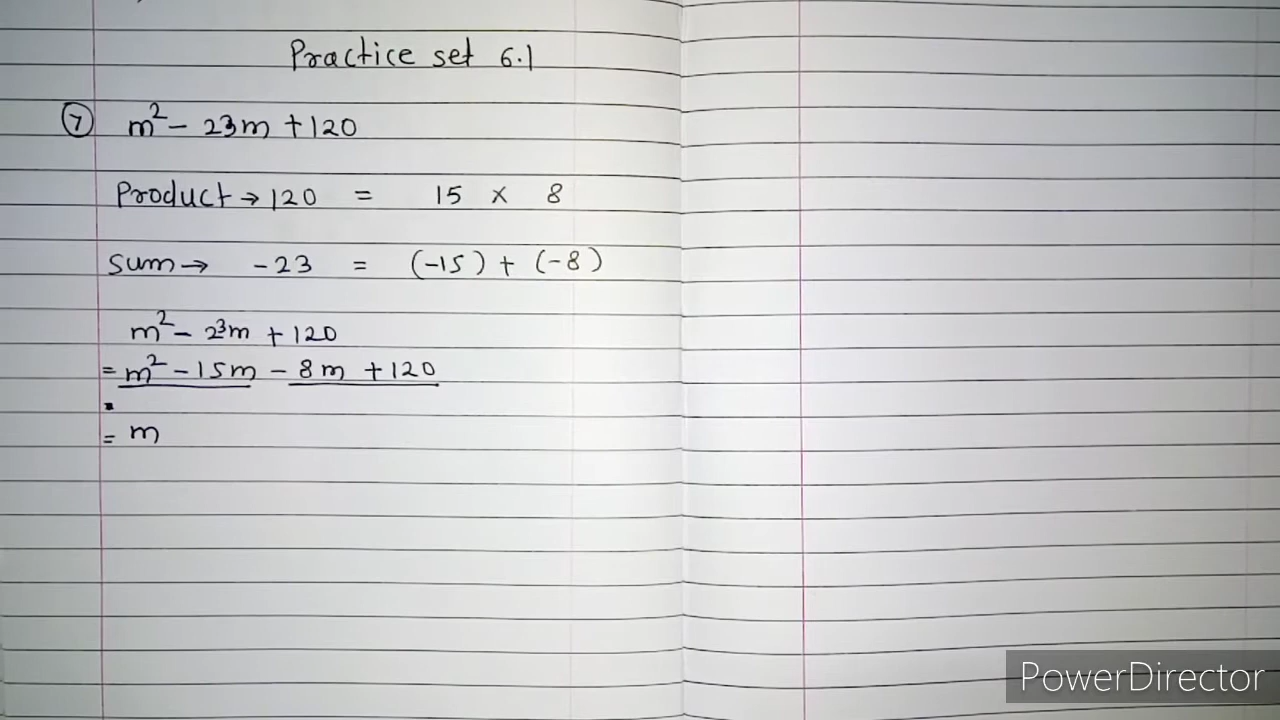 Practice set 6.1
⑦ m² - 23m + 120
Product → 120 = 15 × 8
Sum → -23 = (-15) + (-8)
m² - 23m + 120
= m² - 15m - 8m + 120
= m
PowerDirector